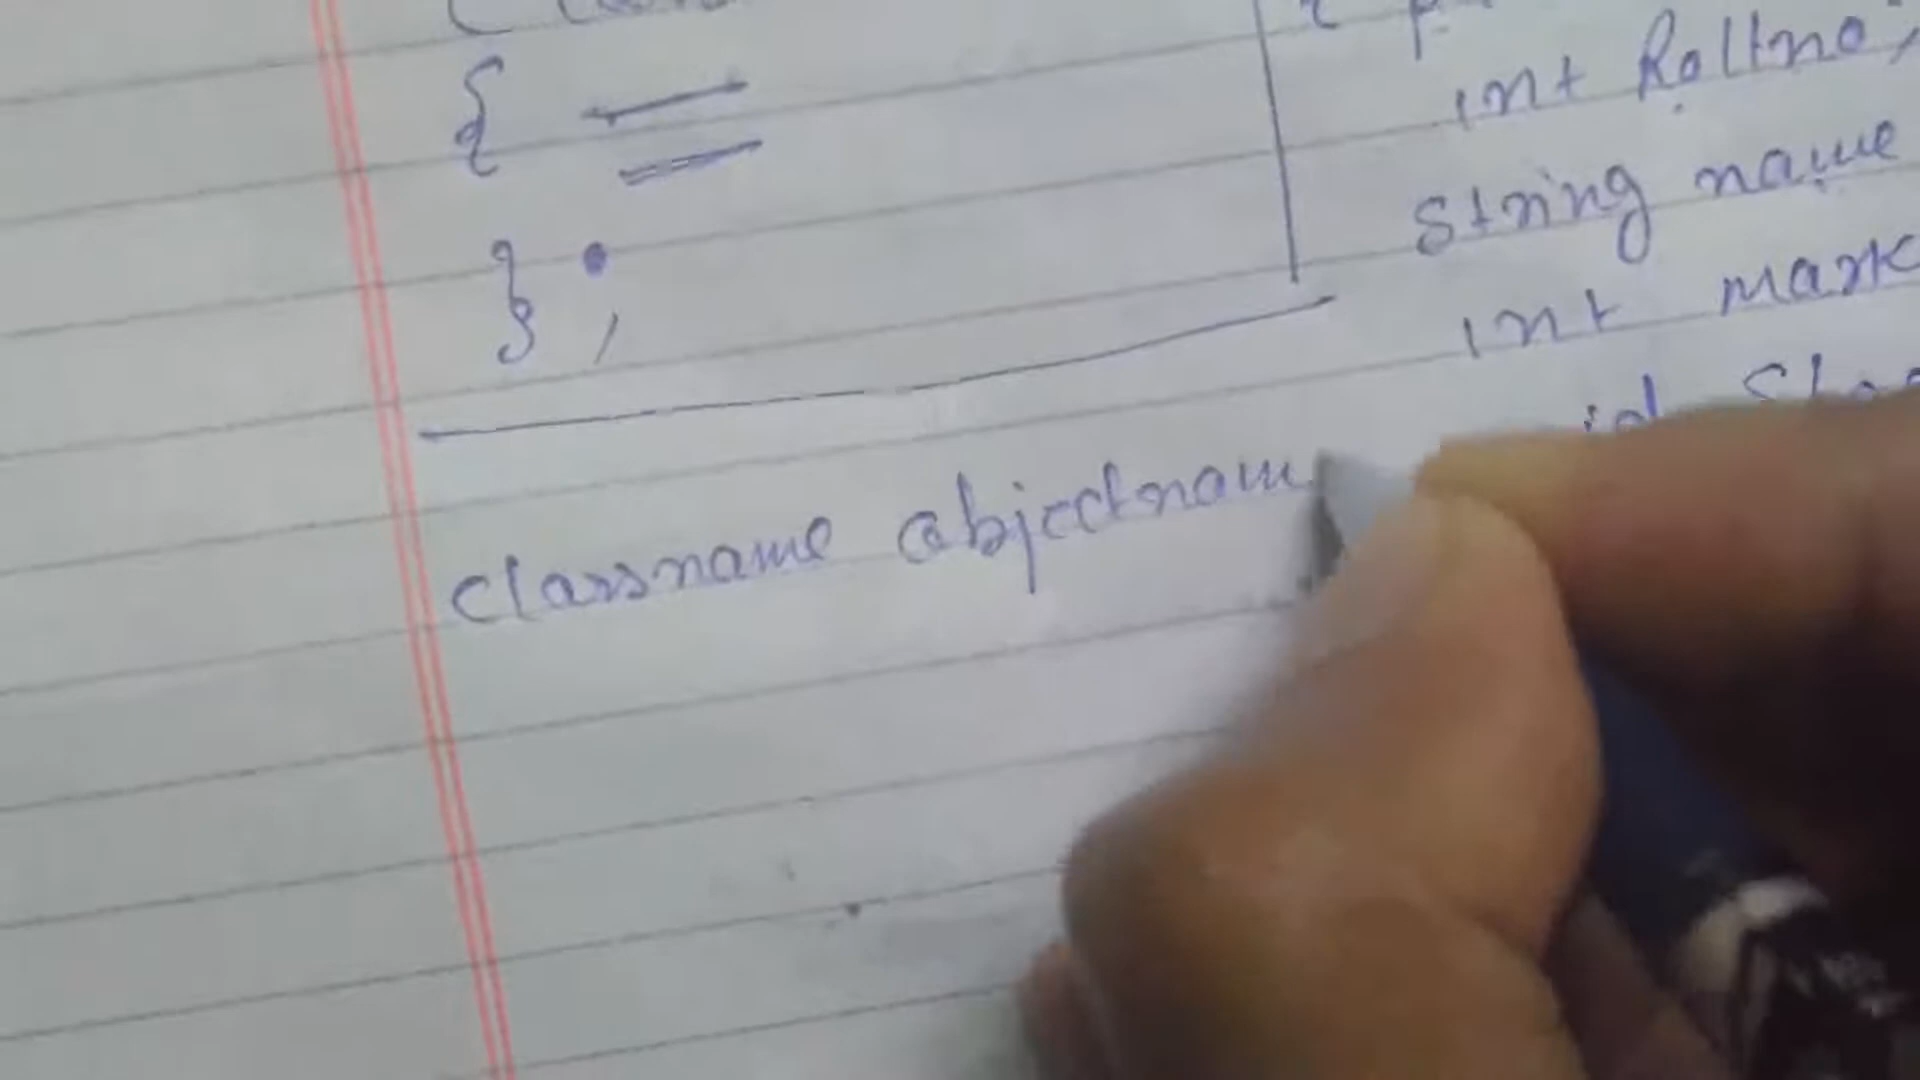 {
} ;
classname objectnam
int Rollno;
string name
int mark